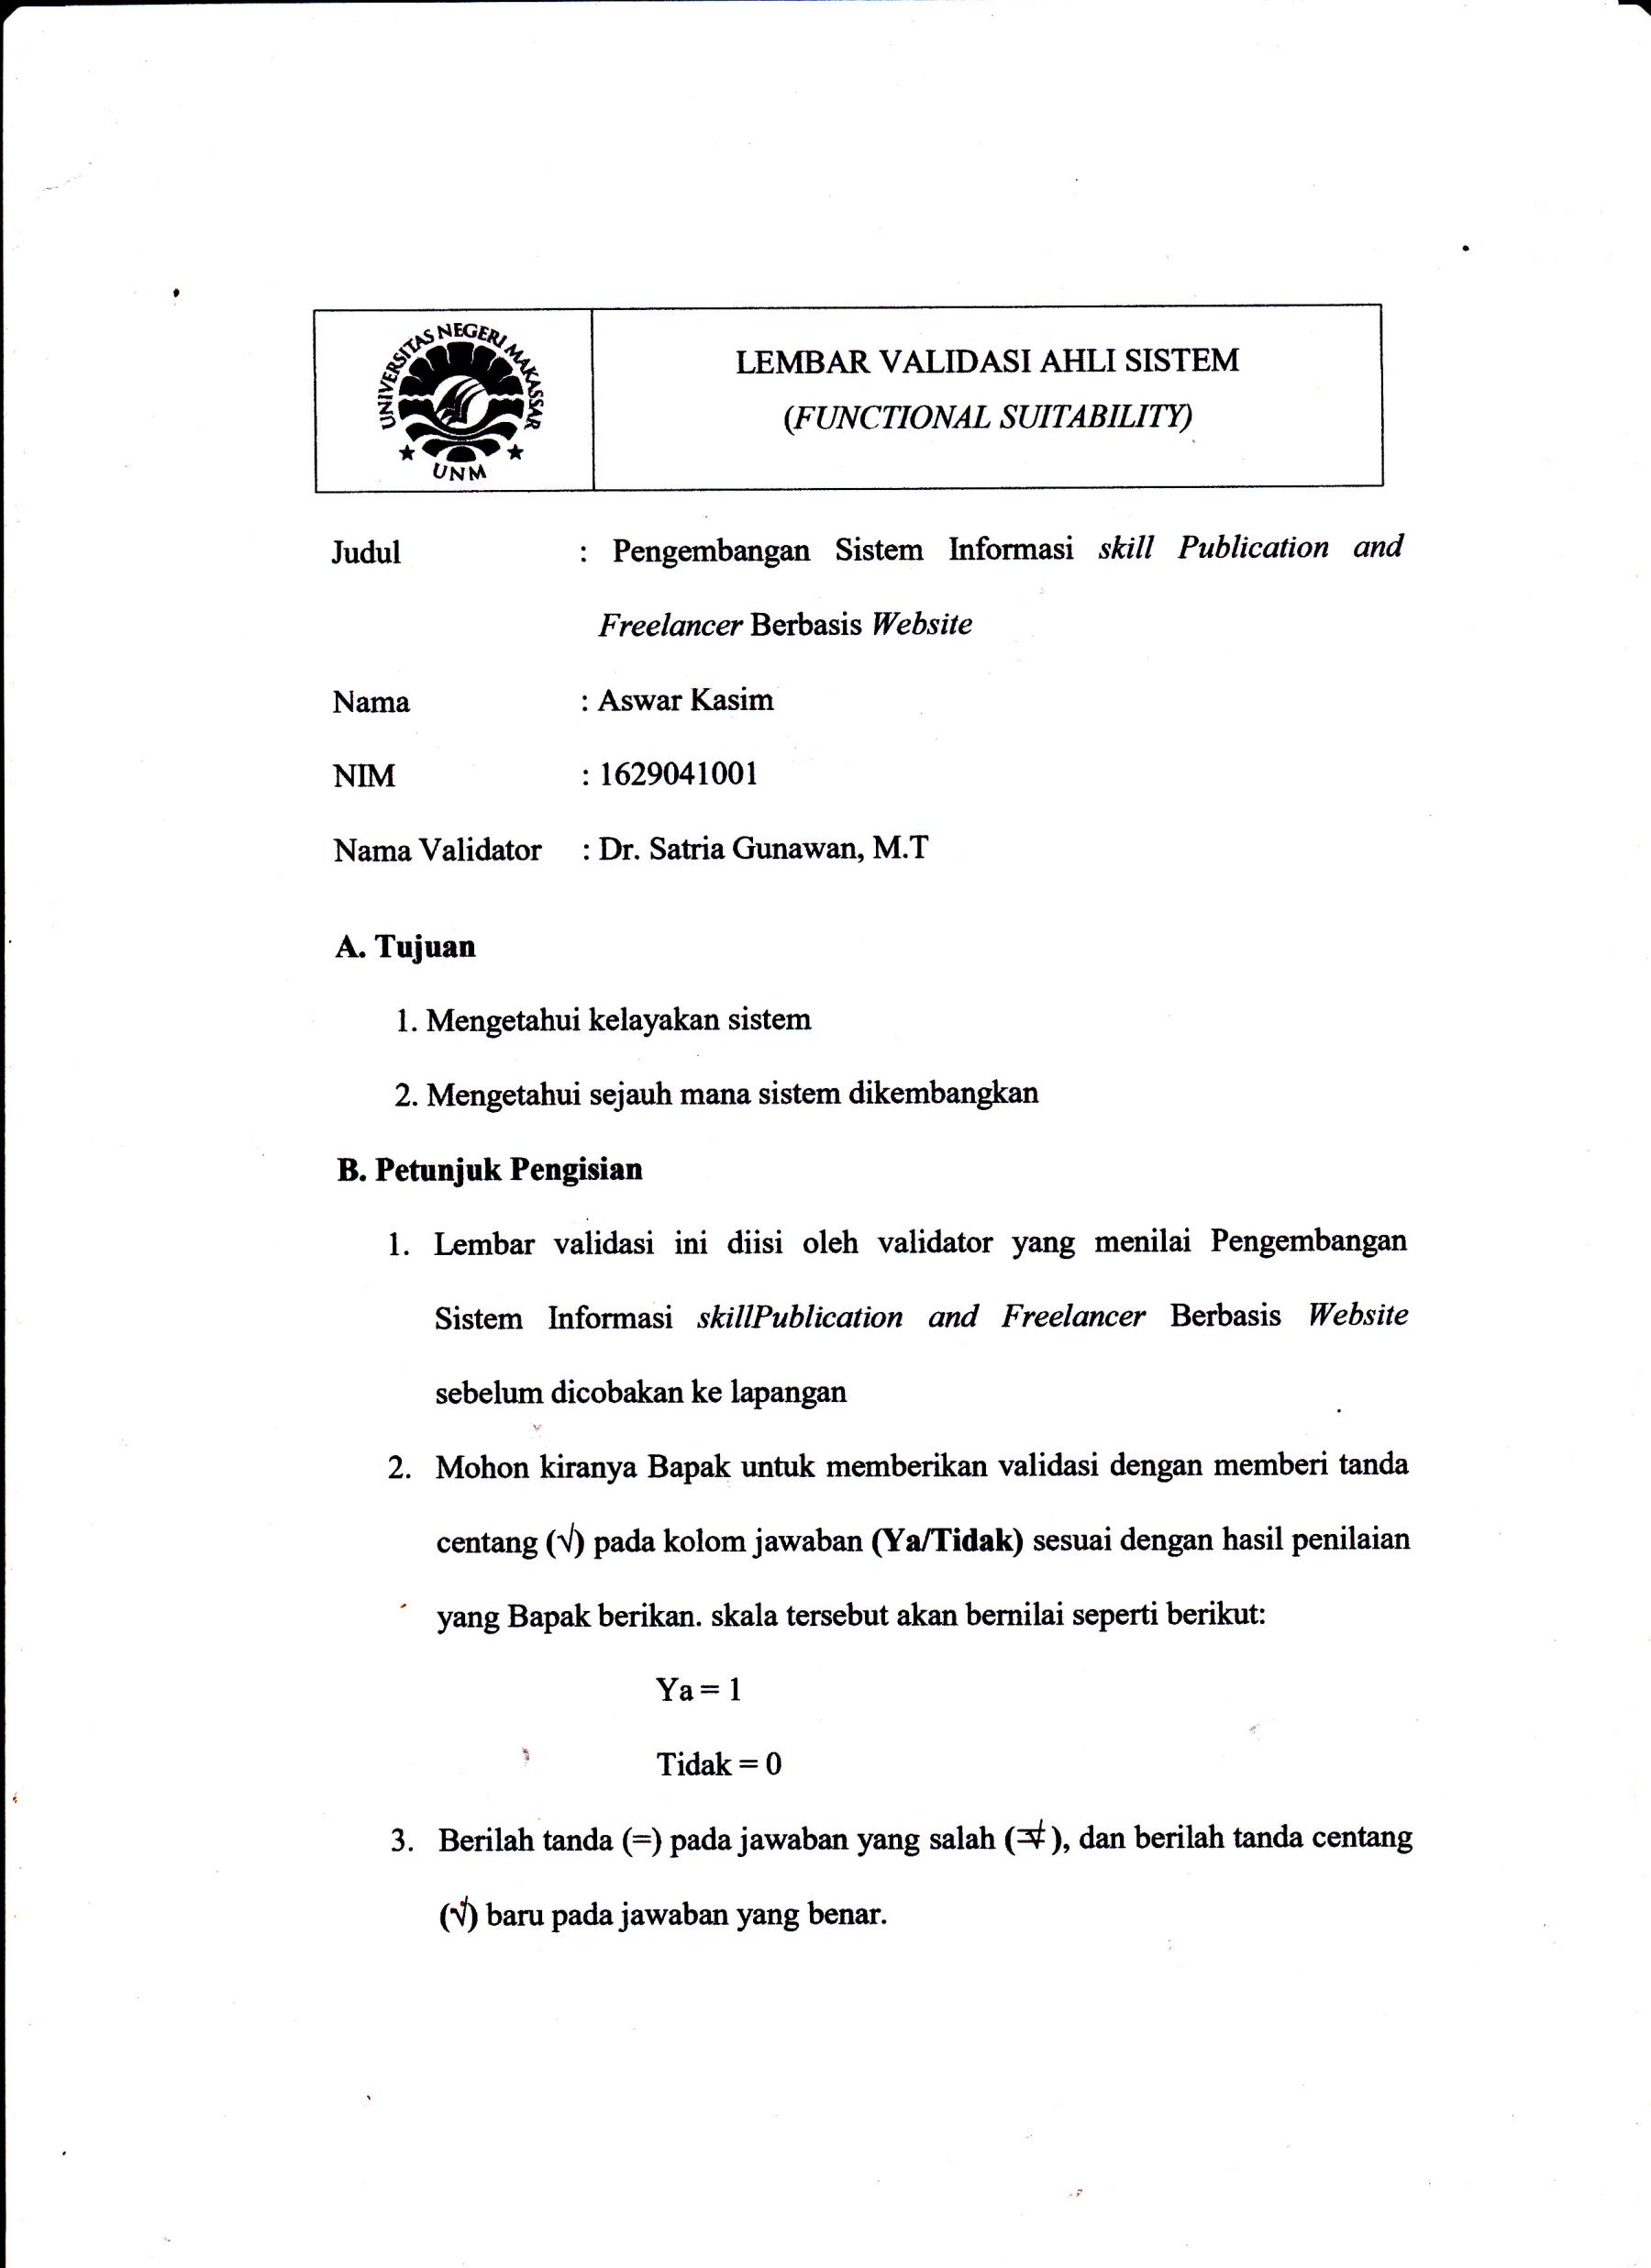 UNIVERSITAS NEGERI MAKASSAR
UNM
LEMBAR VALIDASI AHLI SISTEM
(FUNCTIONAL SUITABILITY)
Judul : Pengembangan Sistem Informasi skill Publication and
Freelancer Berbasis Website
Nama : Aswar Kasim
NIM : 1629041001
Nama Validator : Dr. Satria Gunawan, M.T
A. Tujuan
1. Mengetahui kelayakan sistem
2. Mengetahui sejauh mana sistem dikembangkan
B. Petunjuk Pengisian
1. Lembar validasi ini diisi oleh validator yang menilai Pengembangan
Sistem Informasi skillPublication and Freelancer Berbasis Website
sebelum dicobakan ke lapangan
2. Mohon kiranya Bapak untuk memberikan validasi dengan memberi tanda
centang (√) pada kolom jawaban (Ya/Tidak) sesuai dengan hasil penilaian
yang Bapak berikan. skala tersebut akan bernilai seperti berikut:
Ya = 1
Tidak = 0
3. Berilah tanda (=) pada jawaban yang salah (=√), dan berilah tanda centang
(√) baru pada jawaban yang benar.